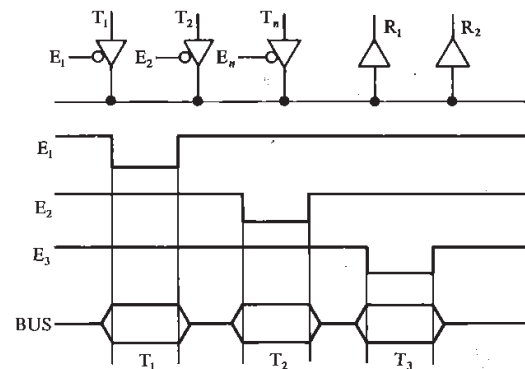 T₁ T₂ Tₙ R₁ R₂
E₁ E₂ Eₙ
E₁
E₂
E₃
BUS
T₁ T₂ T₃